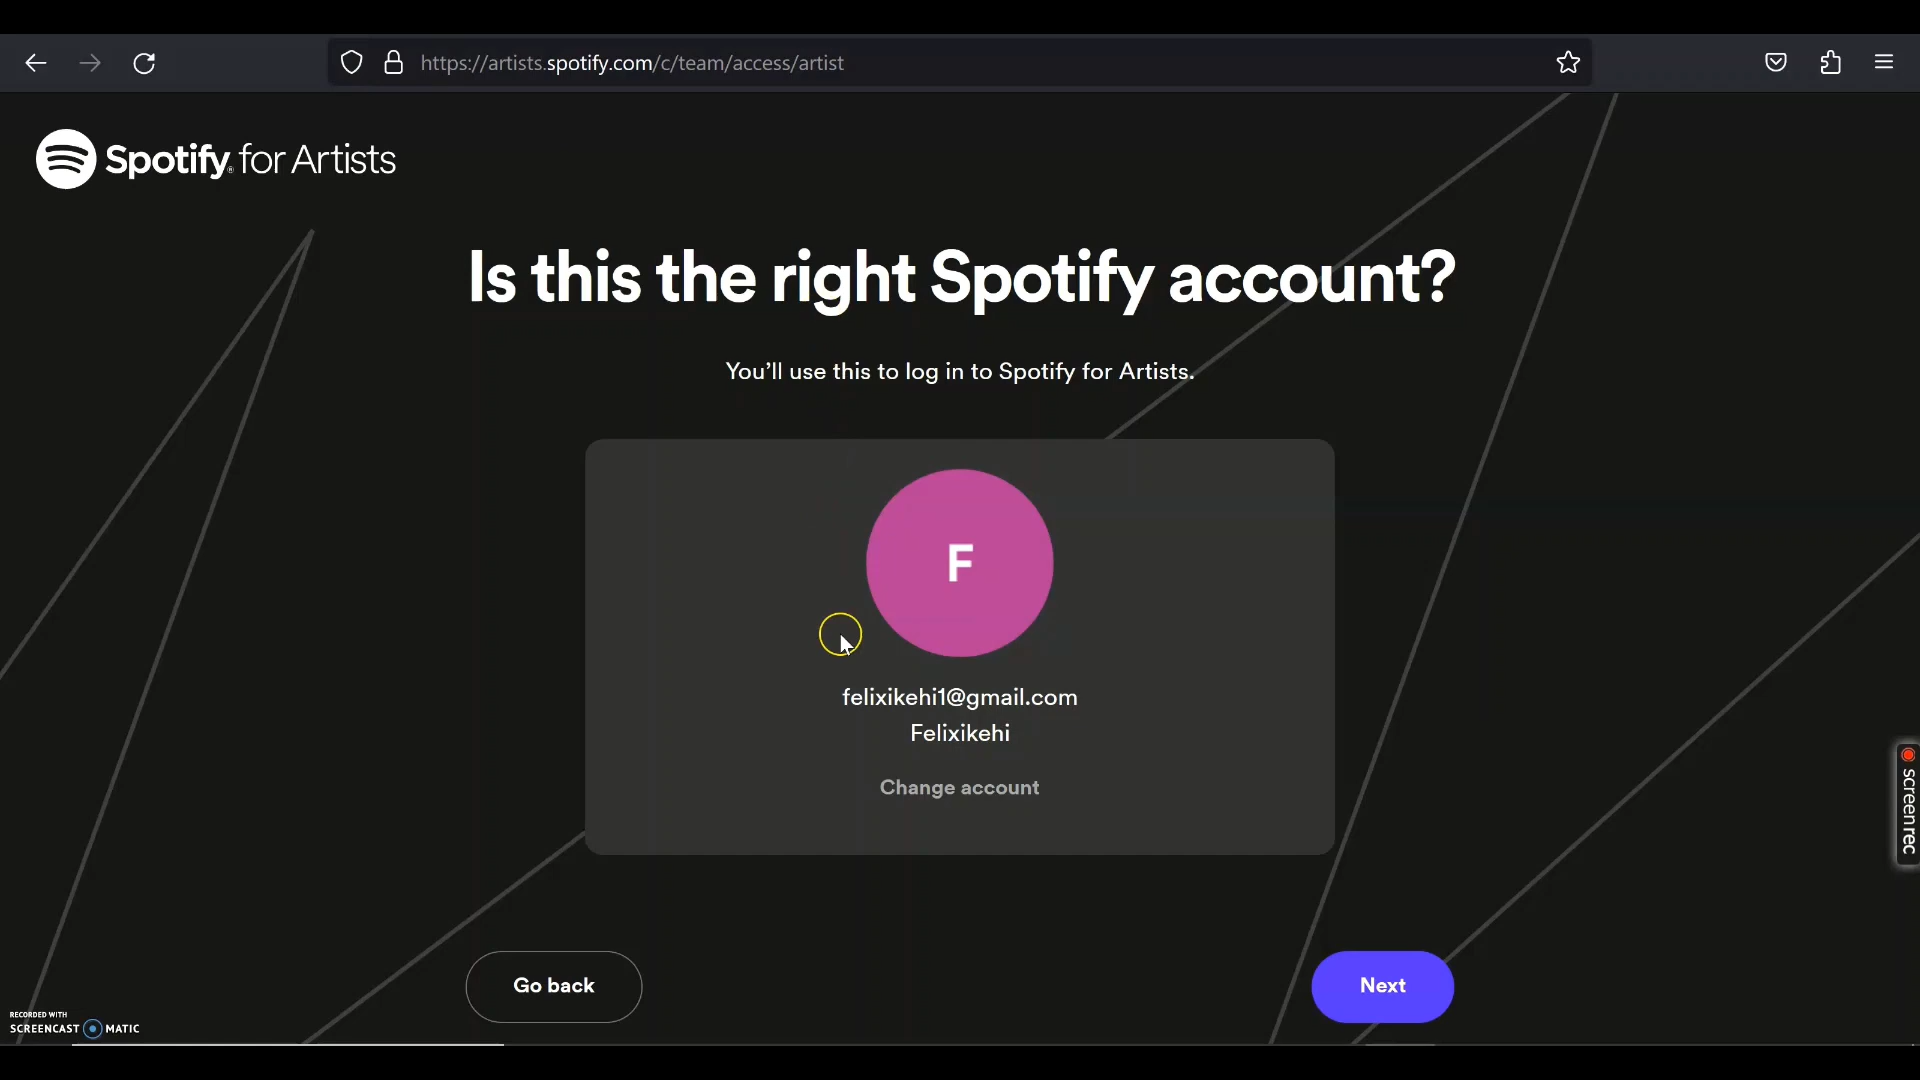 https://artists.spotify.com/c/team/access/artist
Spotify® for Artists
Is this the right Spotify account?
You’ll use this to log in to Spotify for Artists.
F
felixikehi1@gmail.com
Felixikehi
Change account
screenrec
Go back
Next
RECORDED WITH
SCREENCAST MATIC